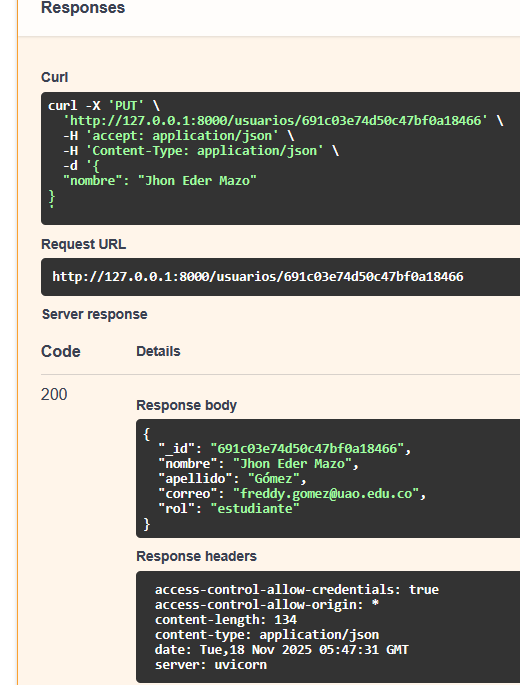 Responses
Curl
curl -X 'PUT' \
  'http://127.0.0.1:8000/usuarios/691c03e74d50c47bf0a18466' \
  -H 'accept: application/json' \
  -H 'Content-Type: application/json' \
  -d '{
  "nombre": "Jhon Eder Mazo"
}
'
Request URL
http://127.0.0.1:8000/usuarios/691c03e74d50c47bf0a18466
Server response
Code Details
200
Response body
{
  "_id": "691c03e74d50c47bf0a18466",
  "nombre": "Jhon Eder Mazo",
  "apellido": "Gómez",
  "correo": "freddy.gomez@uao.edu.co",
  "rol": "estudiante"
}
Response headers
access-control-allow-credentials: true
access-control-allow-origin: *
content-length: 134
content-type: application/json
date: Tue,18 Nov 2025 05:47:31 GMT
server: uvicorn